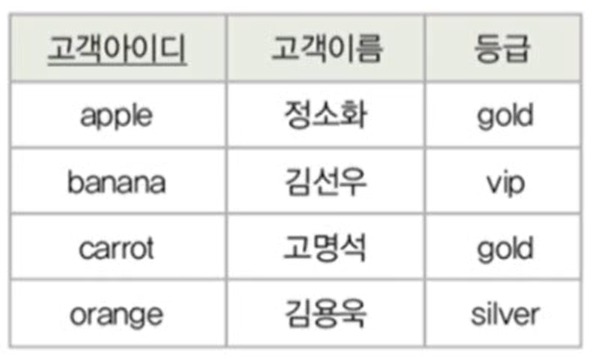 고객아이디 고객이름 등급
apple 정소화 gold
banana 김선우 vip
carrot 고명석 gold
orange 김용욱 silver